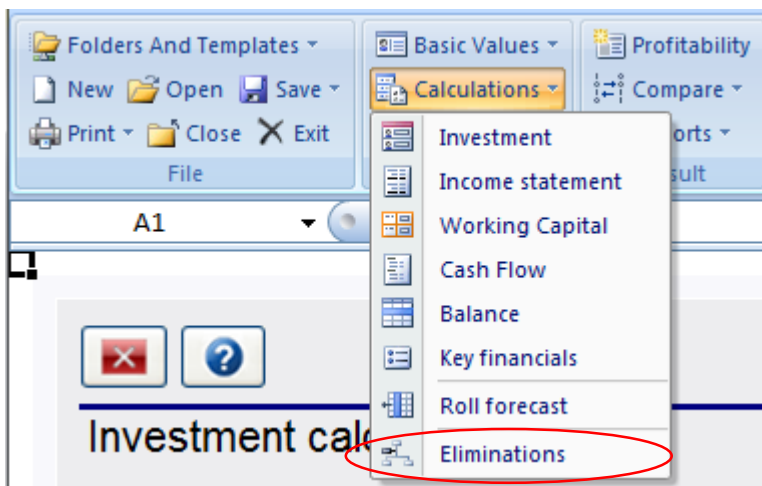 Folders And Templates
Basic Values
Profitability
New Open Save
Calculations
Compare
Print Close Exit
Investment
orts
File
Income statement
sult
A1
Working Capital
Cash Flow
Balance
Key financials
Roll forecast
Investment calc
Eliminations